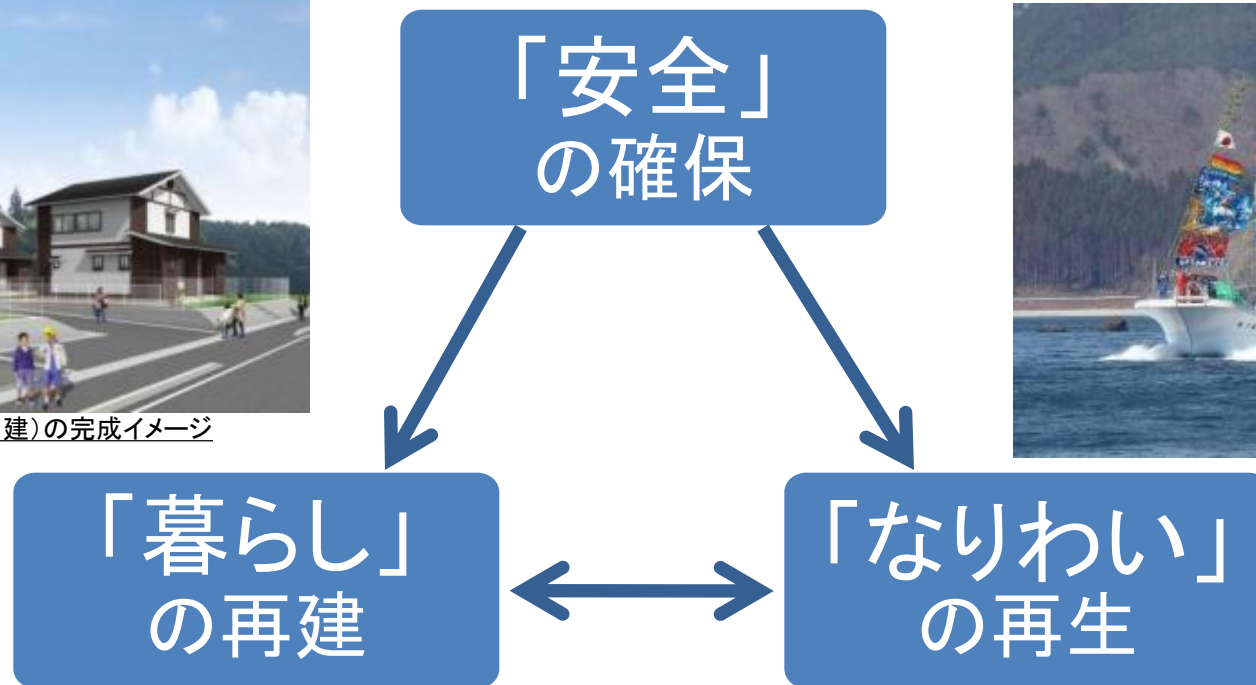 「安全」
の確保
建)の完成イメージ
「暮らし」
の再建
「なりわい」
の再生